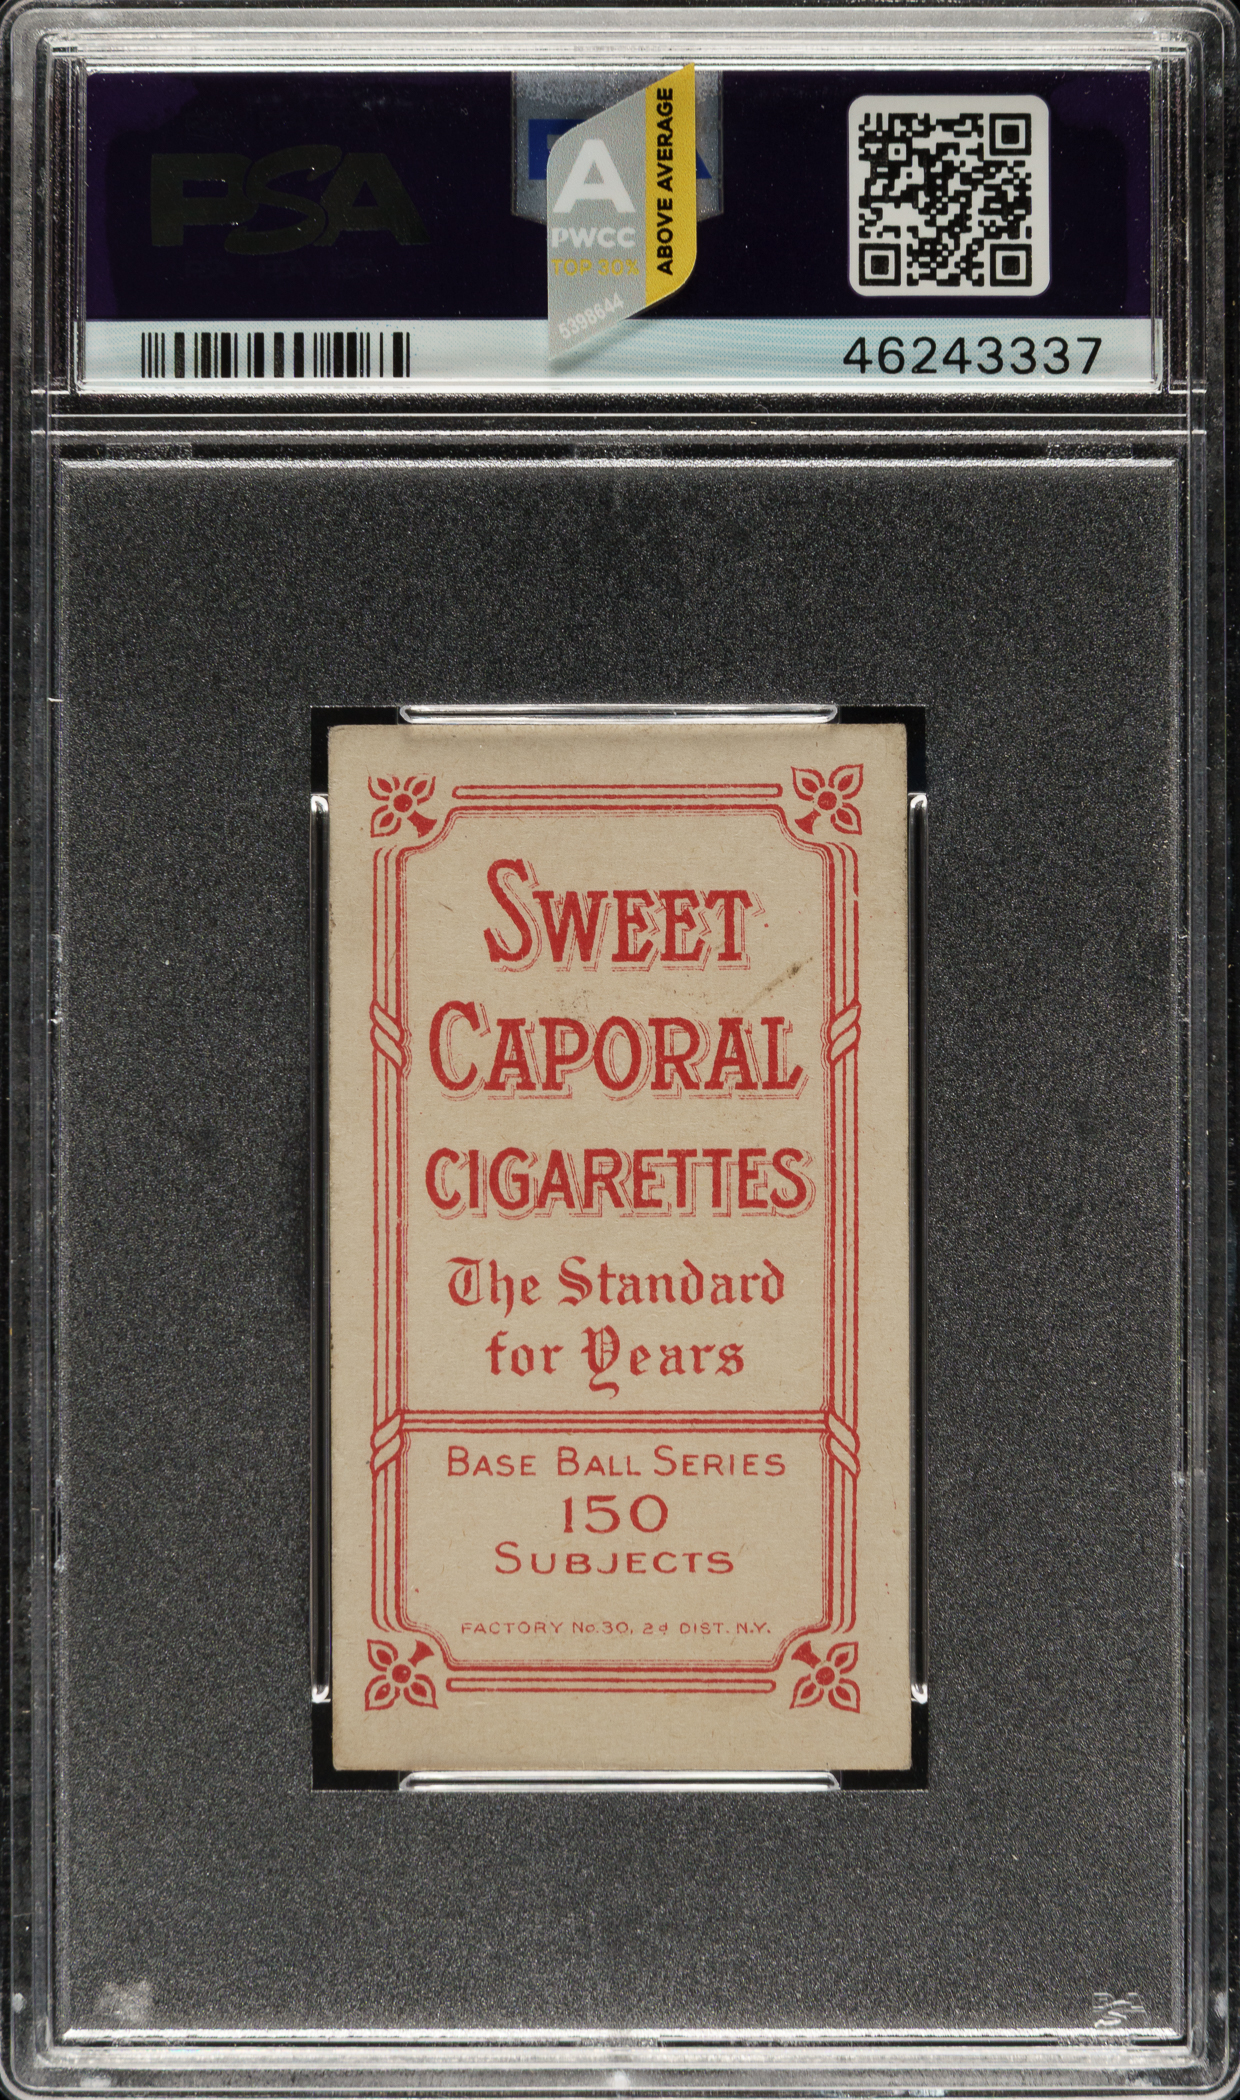 PSA
A
PWCC
TOP 30%
5398644
ABOVE AVERAGE
46243337
SWEET
CAPORAL
CIGARETTES
The Standard
for Years
BASE BALL SERIES
150
SUBJECTS
FACTORY No. 30, 2d DIST. N.Y.
PSA